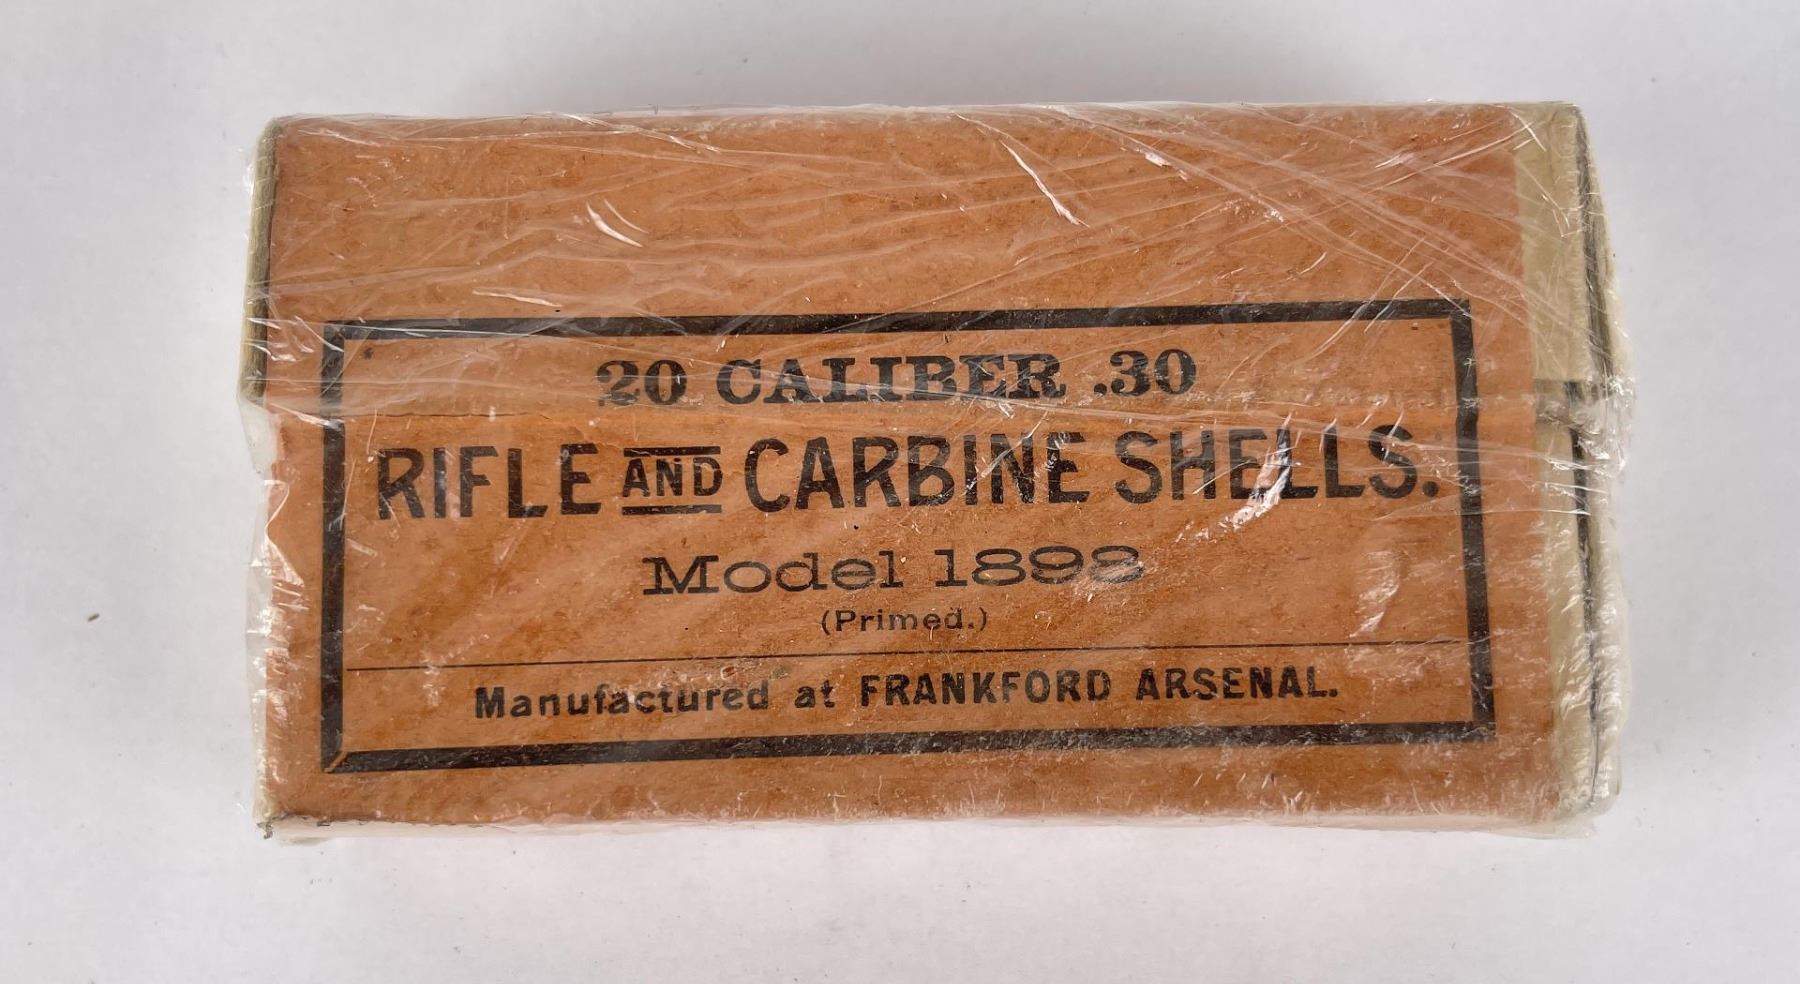 20 CALIBER .30
RIFLE AND CARBINE SHELLS.
Model 1898
(Primed.)
Manufactured at FRANKFORD ARSENAL.